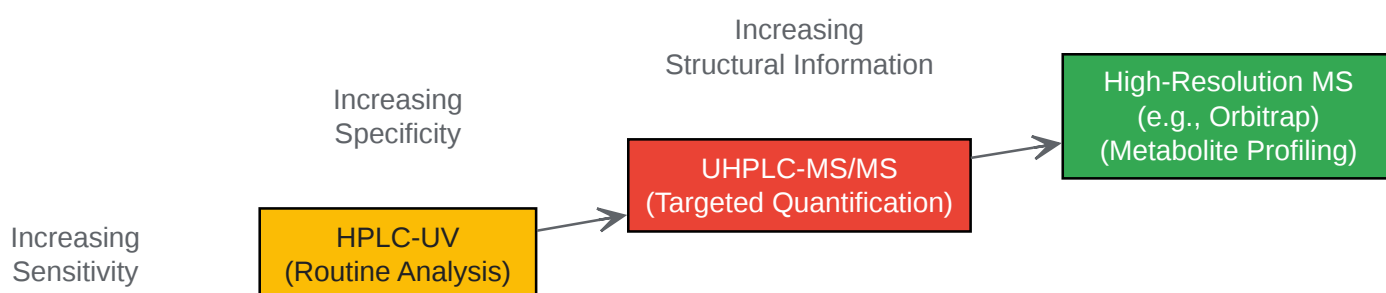 Increasing
Sensitivity
HPLC-UV
(Routine Analysis)
Increasing
Specificity
UHPLC-MS/MS
(Targeted Quantification)
Increasing
Structural Information
High-Resolution MS
(e.g., Orbitrap)
(Metabolite Profiling)